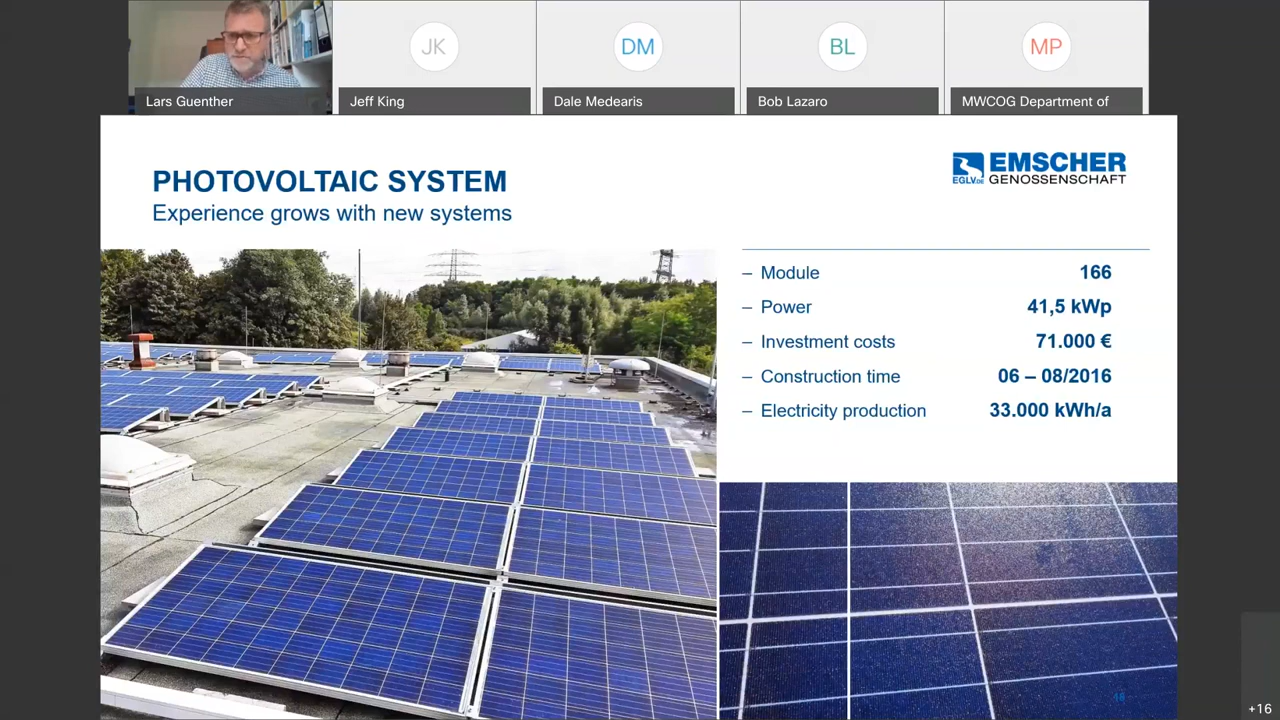 JK
DM
BL
MP
Lars Guenther
Jeff King
Dale Medearis
Bob Lazaro
MWCOG Department of
PHOTOVOLTAIC SYSTEM
Experience grows with new systems
EGLV.DE
EMSCHER
GENOSSENSCHAFT
– Module 166
– Power 41,5 kWp
– Investment costs 71.000 €
– Construction time 06 – 08/2016
– Electricity production 33.000 kWh/a
48
+16